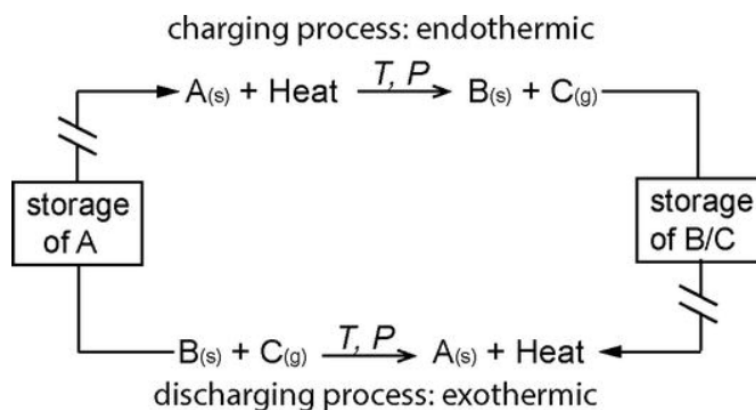 charging process: endothermic
A(s) + Heat T, P → B(s) + C(g)
storage
of A
storage
of B/C
B(s) + C(g) T, P → A(s) + Heat
discharging process: exothermic